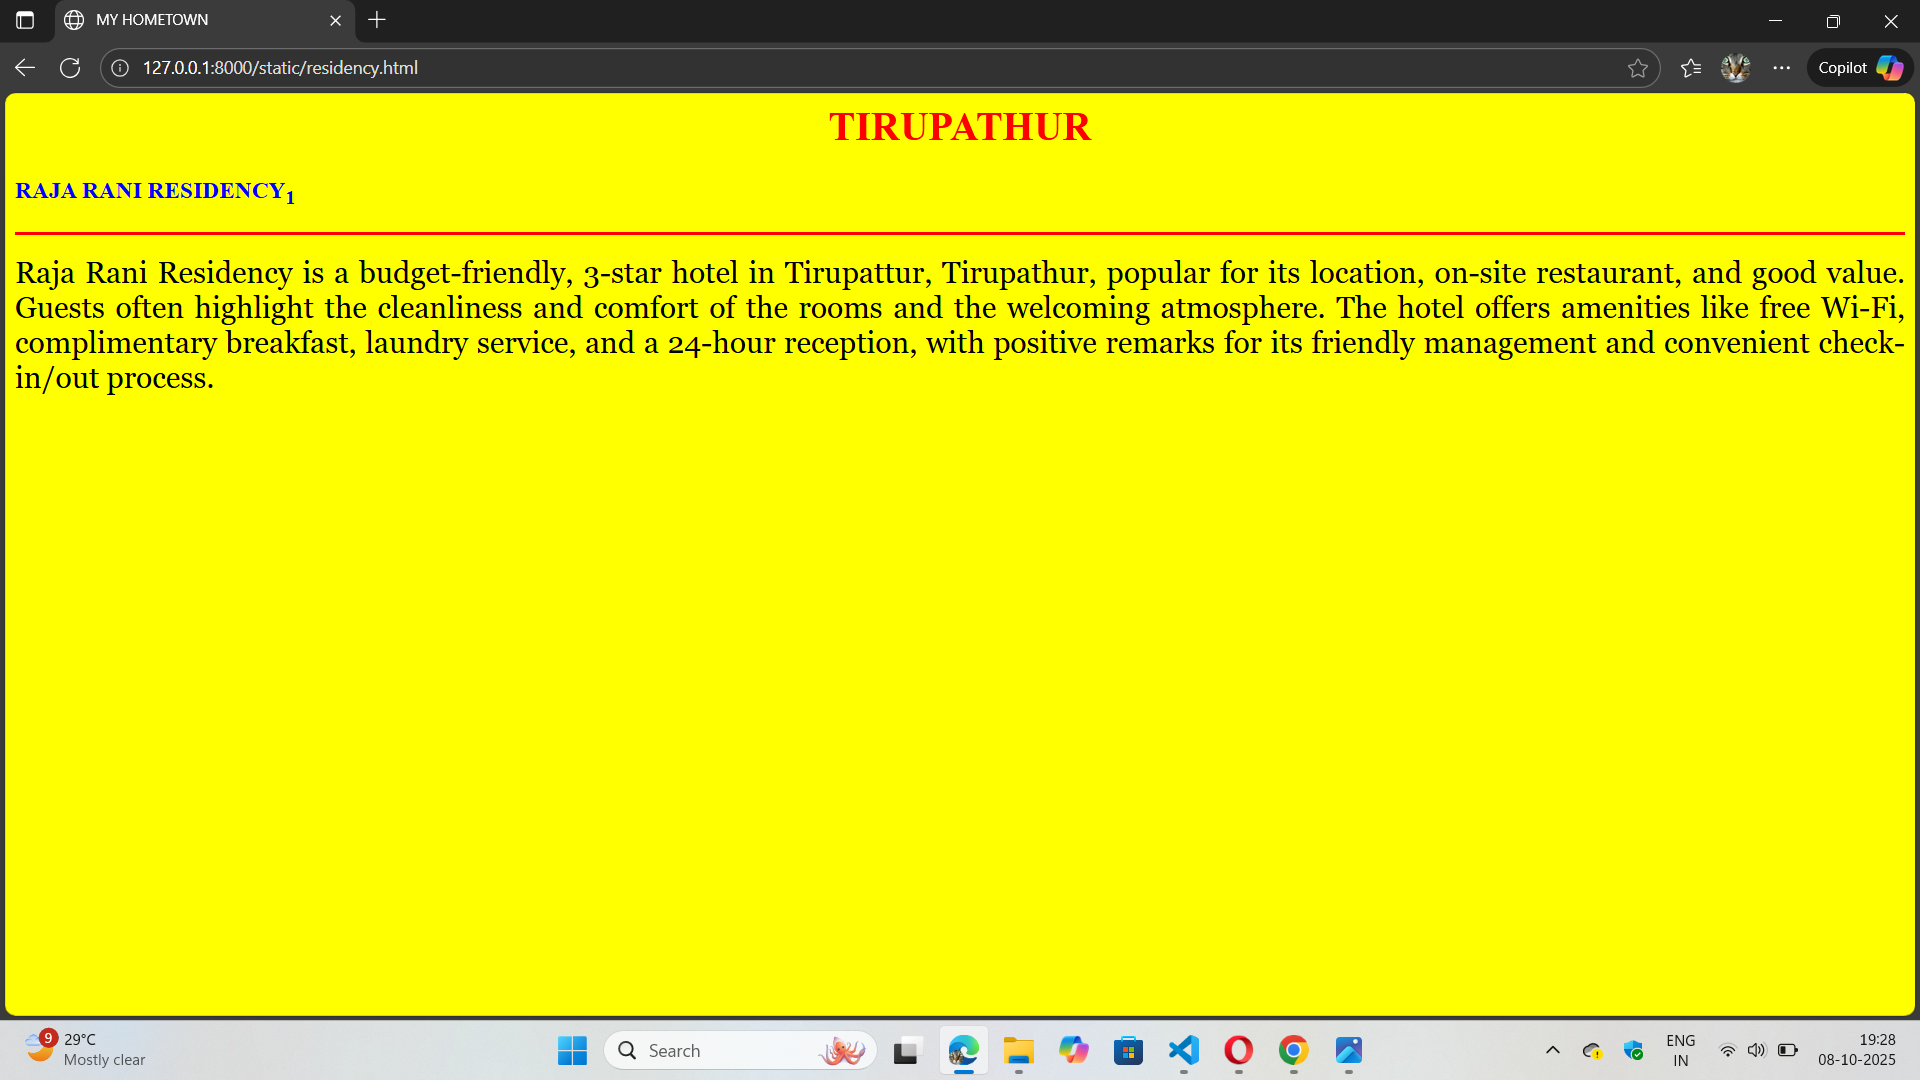 MY HOMETOWN
127.0.0.1:8000/static/residency.html
Copilot
TIRUPATHUR
RAJA RANI RESIDENCY1
Raja Rani Residency is a budget-friendly, 3-star hotel in Tirupattur, Tirupathur, popular for its location, on-site restaurant, and good value.
Guests often highlight the cleanliness and comfort of the rooms and the welcoming atmosphere. The hotel offers amenities like free Wi-Fi,
complimentary breakfast, laundry service, and a 24-hour reception, with positive remarks for its friendly management and convenient check-
in/out process.
9
29°C
Mostly clear
Search
ENG
IN
19:28
08-10-2025